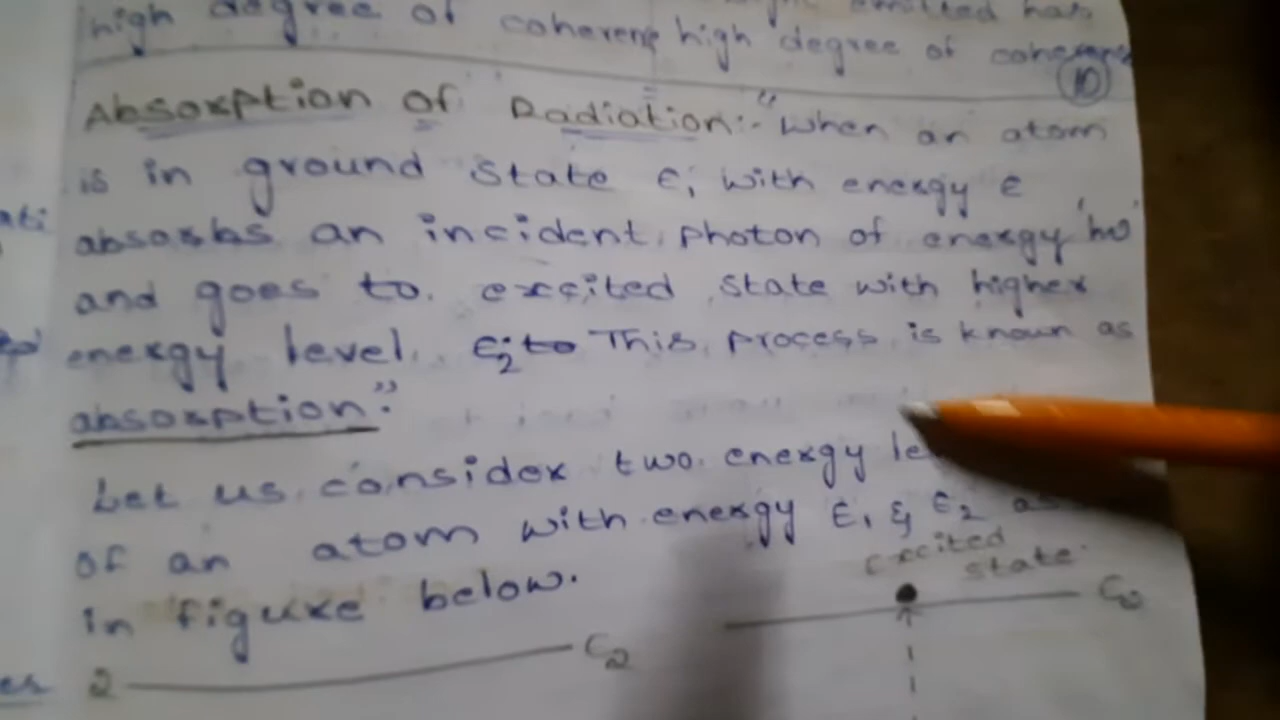 high degree of coherence high degree of coherence
10
Absorption of Radiation:- "When an atom
is in ground state E1 with energy E
absorbs an incident photon of energy 'hν'
and goes to excited state with higher
energy level E2 to This process is known as
absorption".
Let us consider two energy
of an atom with energy E1 & E2
in figure below.
excited
state
E2
2 E2